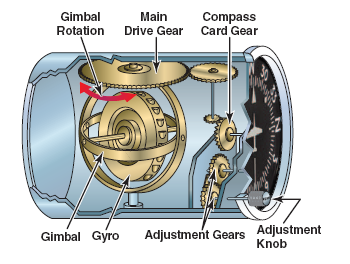 Gimbal
Rotation
Main
Drive Gear
Compass
Card Gear
N
Gimbal
Gyro
Adjustment Gears
Adjustment
Knob